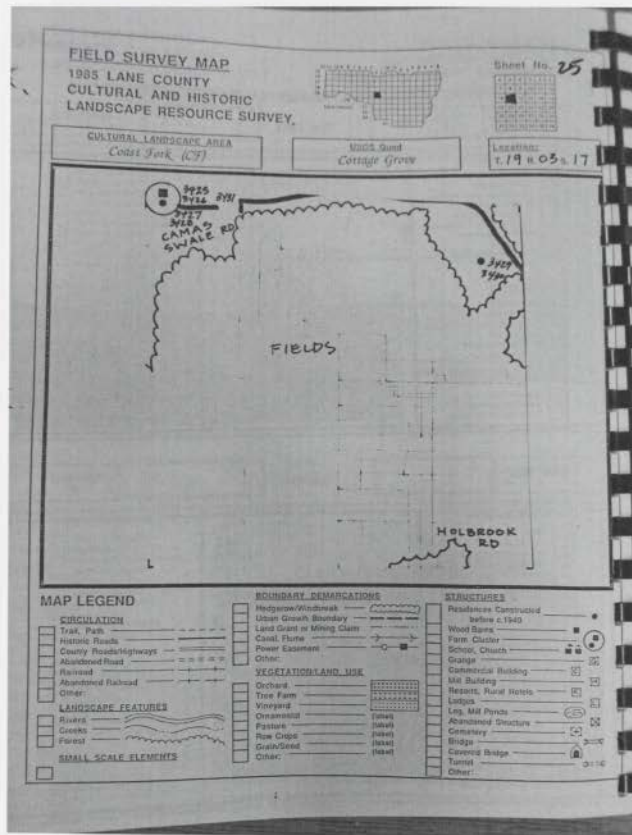 FIELD SURVEY MAP
1985 LANE COUNTY
CULTURAL AND HISTORIC
LANDSCAPE RESOURCE SURVEY
Sheet No. 25
CULTURAL LANDSCAPE AREA
Coast Fork (CF)
USGS Quad
Cottage Grove
Location:
T. 19 R. 03 S. 17
3425
3426
3431
3427
3428
CAMAS
SWALE RD
3429
FIELDS
HOLBROOK
RD
MAP LEGEND
CIRCULATION
Trail, Path
Historic Roads
County Roads/Highways
Abandoned Road
Railroad
Abandoned Railroad
Other:
LANDSCAPE FEATURES
Rivers
Creeks
Forest
SMALL SCALE ELEMENTS
BOUNDARY DEMARCATIONS
Hedgerow/Windbreak
Urban Growth Boundary
Land Grant or Mining Claim
Canal, Flume
Power Easement
Other:
VEGETATION/LAND USE
Orchard
Tree Farm
Vineyard
Ornamental (label)
Pasture (label)
Row Crops (label)
Grain/Seed (label)
Other: (label)
STRUCTURES
Residences Constructed
before c.1940
Wood Barns
Farm Cluster
School, Church
Grange
Commercial Building
Mill Building
Resorts, Rural Hotels
Lodges
Log, Mill Ponds
Abandoned Structure
Cemetery
Bridge
Covered Bridge
Tunnel
Other: